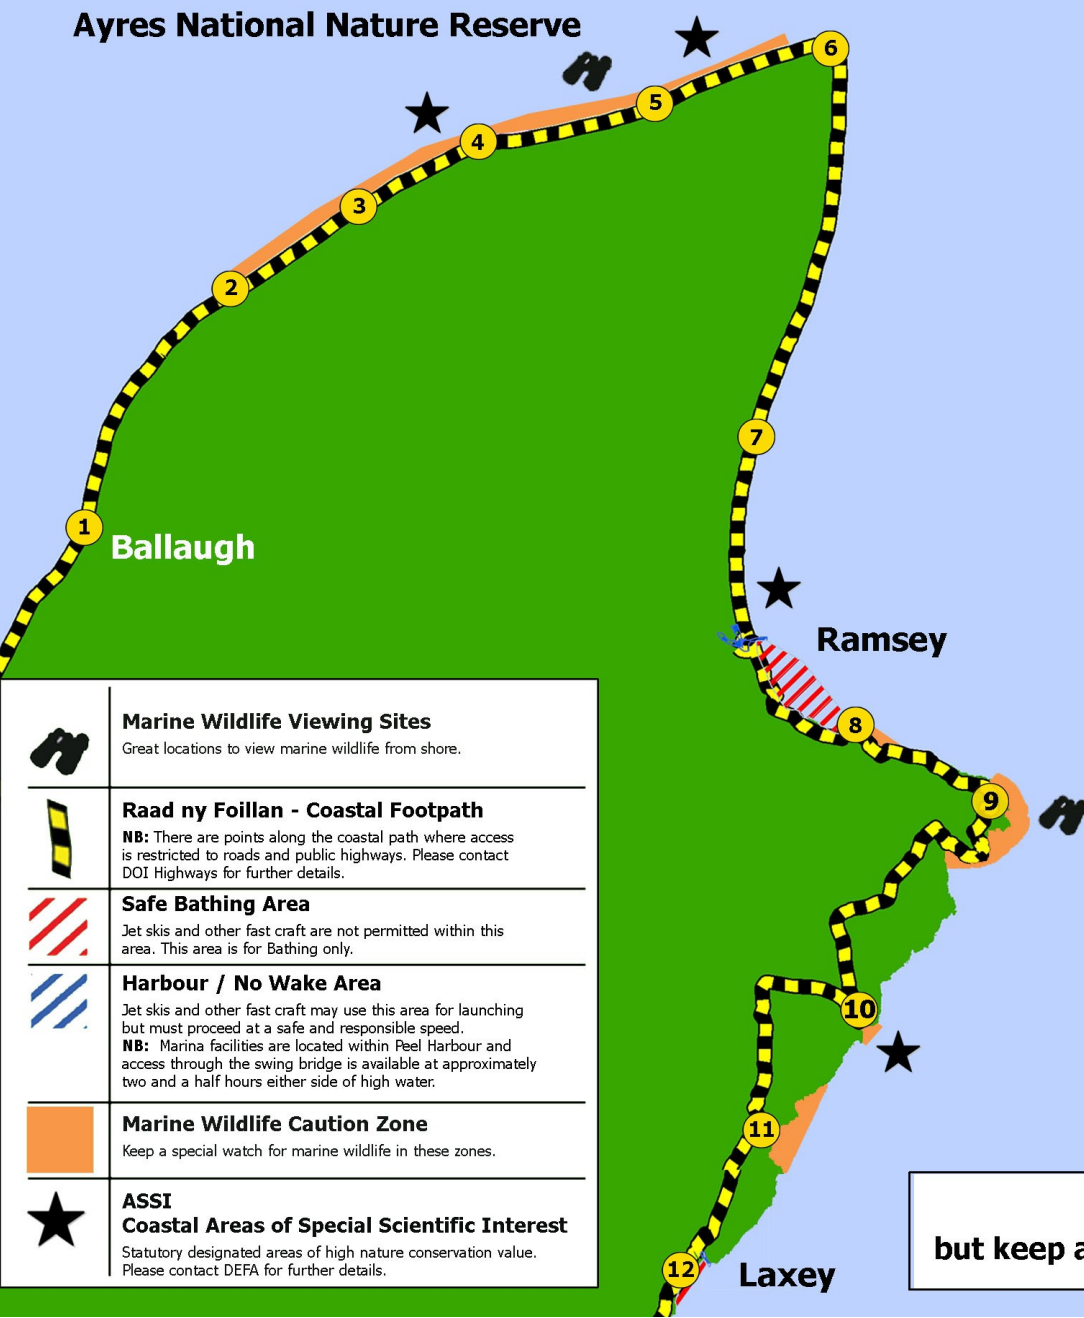 Ayres National Nature Reserve
6
5
4
3
2
7
1
Ballaugh
Ramsey
8
9
10
11
12
Laxey
Marine Wildlife Viewing Sites
Great locations to view marine wildlife from shore.
Raad ny Foillan - Coastal Footpath
NB: There are points along the coastal path where access
is restricted to roads and public highways. Please contact
DOI Highways for further details.
Safe Bathing Area
Jet skis and other fast craft are not permitted within this
area. This area is for Bathing only.
Harbour / No Wake Area
Jet skis and other fast craft may use this area for launching
but must proceed at a safe and responsible speed.
NB: Marina facilities are located within Peel Harbour and
access through the swing bridge is available at approximately
two and a half hours either side of high water.
Marine Wildlife Caution Zone
Keep a special watch for marine wildlife in these zones.
ASSI
Coastal Areas of Special Scientific Interest
Statutory designated areas of high nature conservation value.
Please contact DEFA for further details.
but keep a